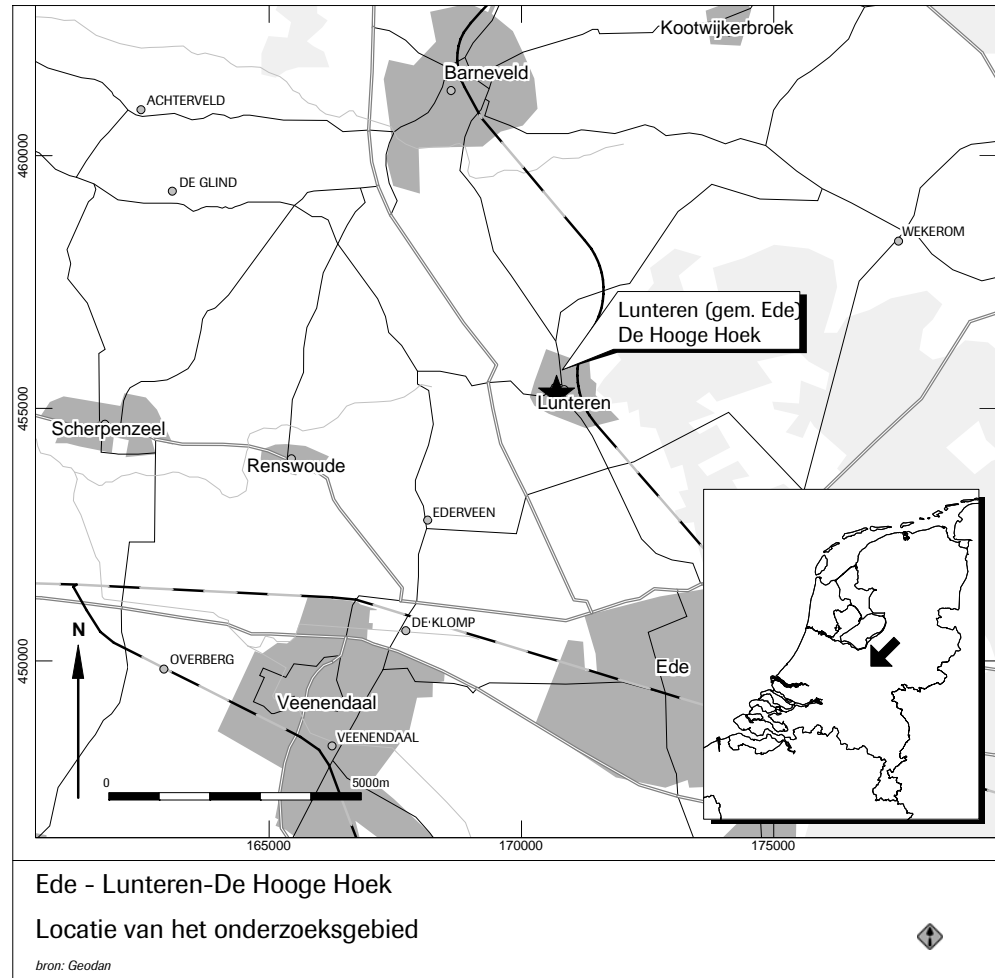 Kootwijkerbroek
Barneveld
ACHTERVELD
460000
DE GLIND
WEKEROM
Lunteren (gem. Ede)
De Hooge Hoek
Lunteren
455000
Scherpenzeel
Renswoude
EDERVEEN
DE KLOMP
N
OVERBERG
450000
Ede
Veenendaal
VEENENDAAL
0
5000m
165000
170000
175000
Ede - Lunteren-De Hooge Hoek
Locatie van het onderzoeksgebied
bron: Geodan